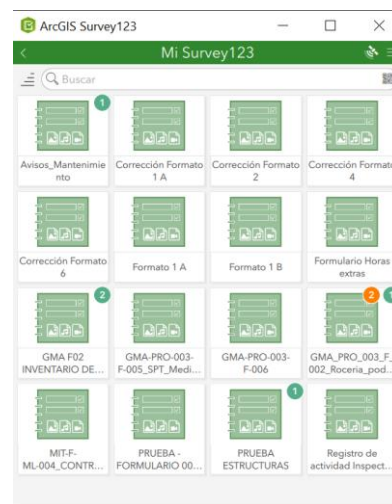 ArcGIS Survey123
Mi Survey123
Buscar
1
Avisos_Mantenimie
nto
Corrección Formato
1 A
Corrección Formato
2
Corrección Formato
4
Corrección Formato
6
Formato 1 A
Formato 1 B
Formulario Horas
extras
2
GMA F02
INVENTARIO DE...
GMA-PRO-003-
F-005_SPT_Medi...
GMA-PRO-003-
F-006
2
1
GMA_PRO_003_F_
002_Roceria_pod...
MIT-F-
ML-004_CONTR...
PRUEBA -
FORMULARIO 00...
1
PRUEBA
ESTRUCTURAS
Registro de
actividad Inspect...